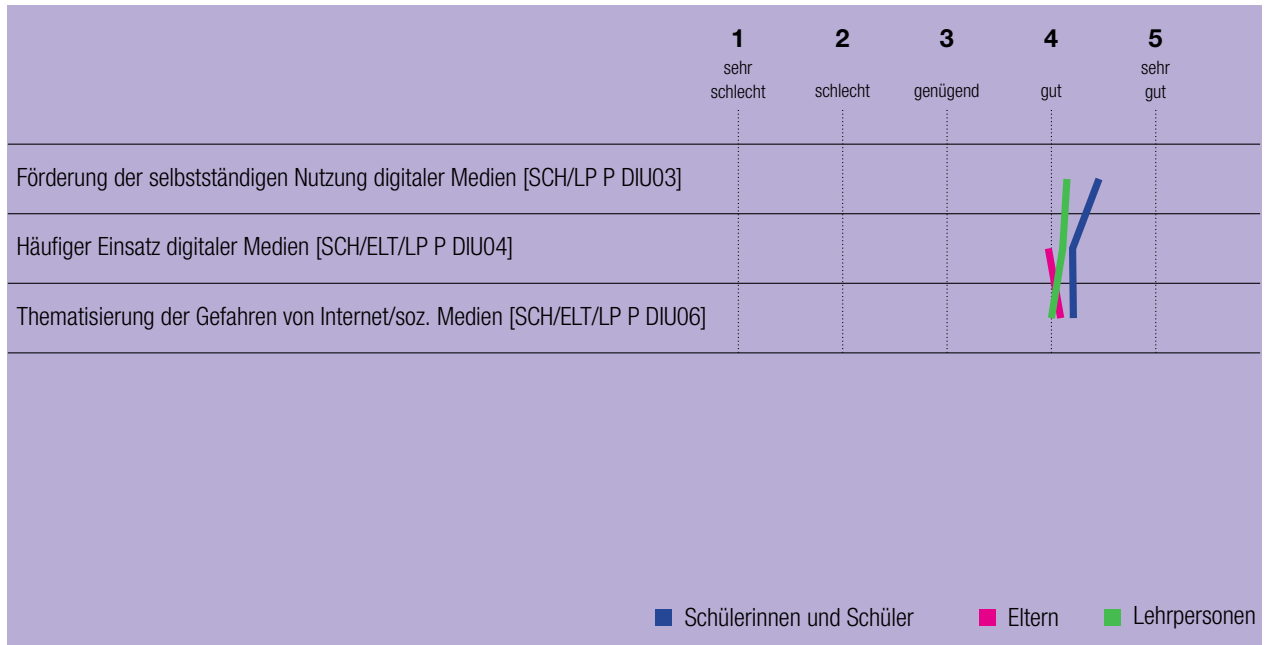 1 2 3 4 5
sehr sehr
schlecht schlecht genügend gut gut
Förderung der selbstständigen Nutzung digitaler Medien [SCH/LP P DIU03]
Häufiger Einsatz digitaler Medien [SCH/ELT/LP P DIU04]
Thematisierung der Gefahren von Internet/soz. Medien [SCH/ELT/LP P DIU06]
Schülerinnen und Schüler Eltern Lehrpersonen